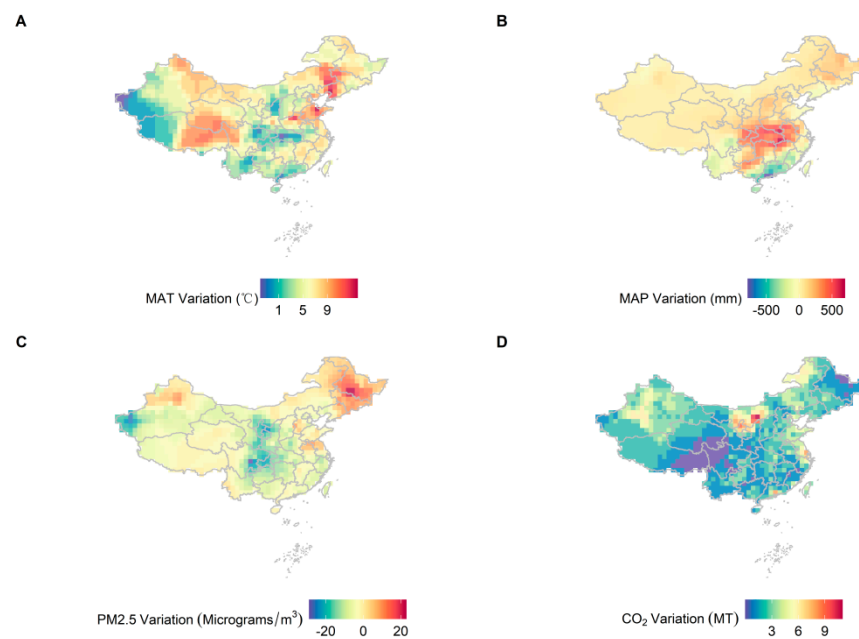 A
B
MAT Variation (℃)
1 5 9
MAP Variation (mm)
-500 0 500
C
D
PM2.5 Variation (Micrograms/m³)
-20 0 20
CO₂ Variation (MT)
3 6 9